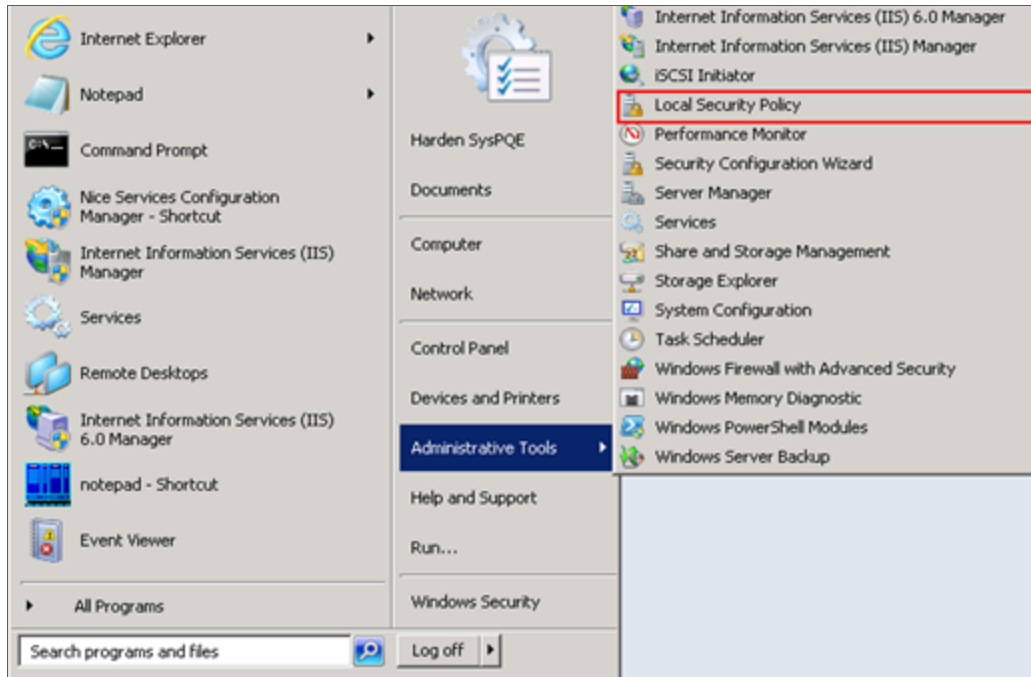 Internet Explorer
Notepad
Command Prompt
Nice Services Configuration
Manager - Shortcut
Internet Information Services (IIS)
Manager
Services
Remote Desktops
Internet Information Services (IIS)
6.0 Manager
notepad - Shortcut
Event Viewer
All Programs
Search programs and files
Harden SysPQE
Documents
Computer
Network
Control Panel
Devices and Printers
Administrative Tools
Help and Support
Run...
Windows Security
Log off
Internet Information Services (IIS) 6.0 Manager
Internet Information Services (IIS) Manager
iSCSI Initiator
Local Security Policy
Performance Monitor
Security Configuration Wizard
Server Manager
Services
Share and Storage Management
Storage Explorer
System Configuration
Task Scheduler
Windows Firewall with Advanced Security
Windows Memory Diagnostic
Windows PowerShell Modules
Windows Server Backup